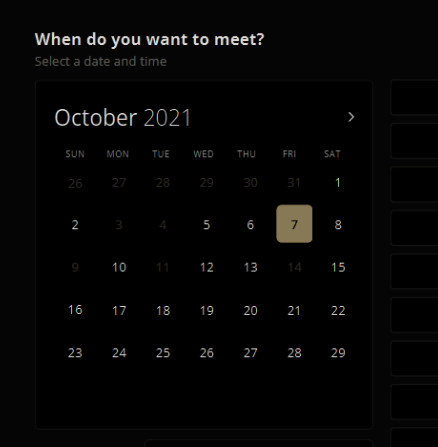 When do you want to meet?
Select a date and time
October 2021 >
SUN MON TUE WED THU FRI SAT
26 27 28 29 30 31 1
2 3 4 5 6 7 8
9 10 11 12 13 14 15
16 17 18 19 20 21 22
23 24 25 26 27 28 29